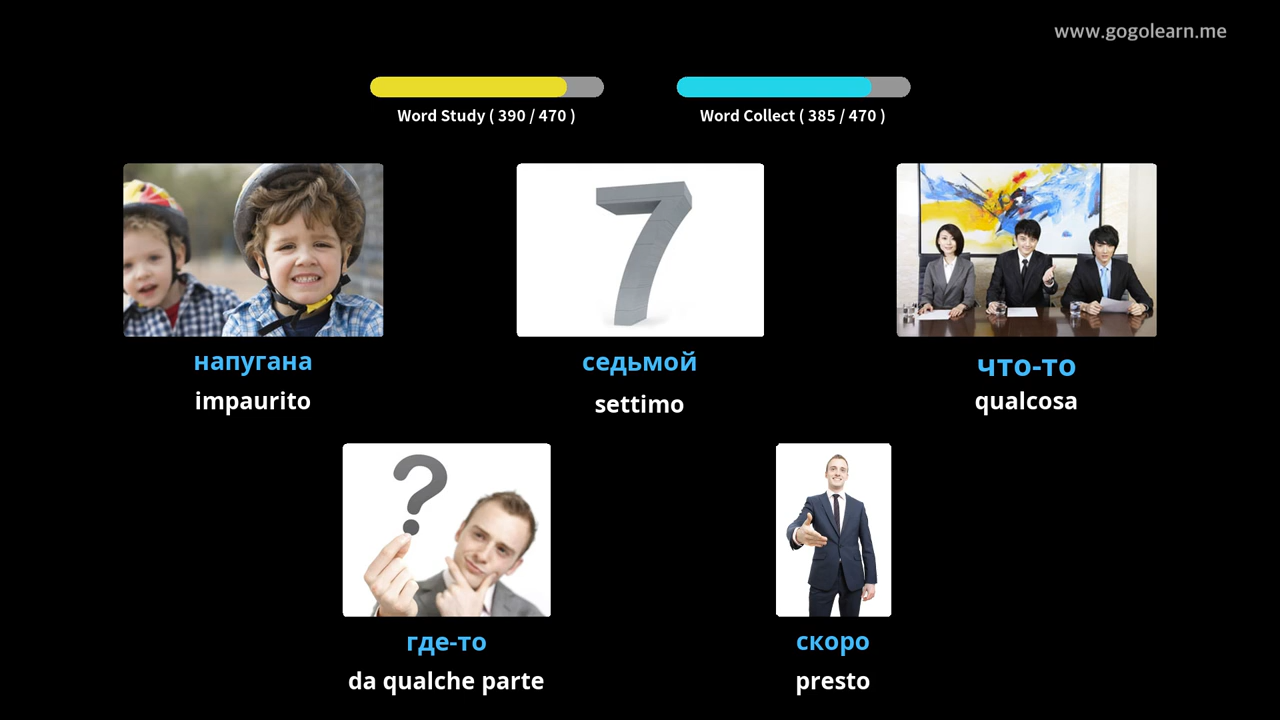 www.gogolearn.me
Word Study ( 390 / 470 )
Word Collect ( 385 / 470 )
напугана
impaurito
седьмой
settimo
что-то
qualcosa
где-то
da qualche parte
скоро
presto